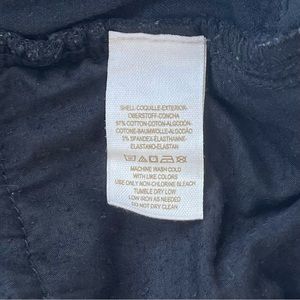 SHELL-COQUILLE-EXTERIOR-
OBERSTOFF-CONCHA
97% COTTON-COTON-ALGODÓN-
COTONE-BAUMWOLLE-ALGODÃO
3% SPANDEX-ÉLASTHANNE-
ELASTANO-ELASTAN
MACHINE WASH COLD
WITH LIKE COLORS
USE ONLY NON-CHLORINE BLEACH
TUMBLE DRY LOW
LOW IRON AS NEEDED
DO NOT DRY CLEAN